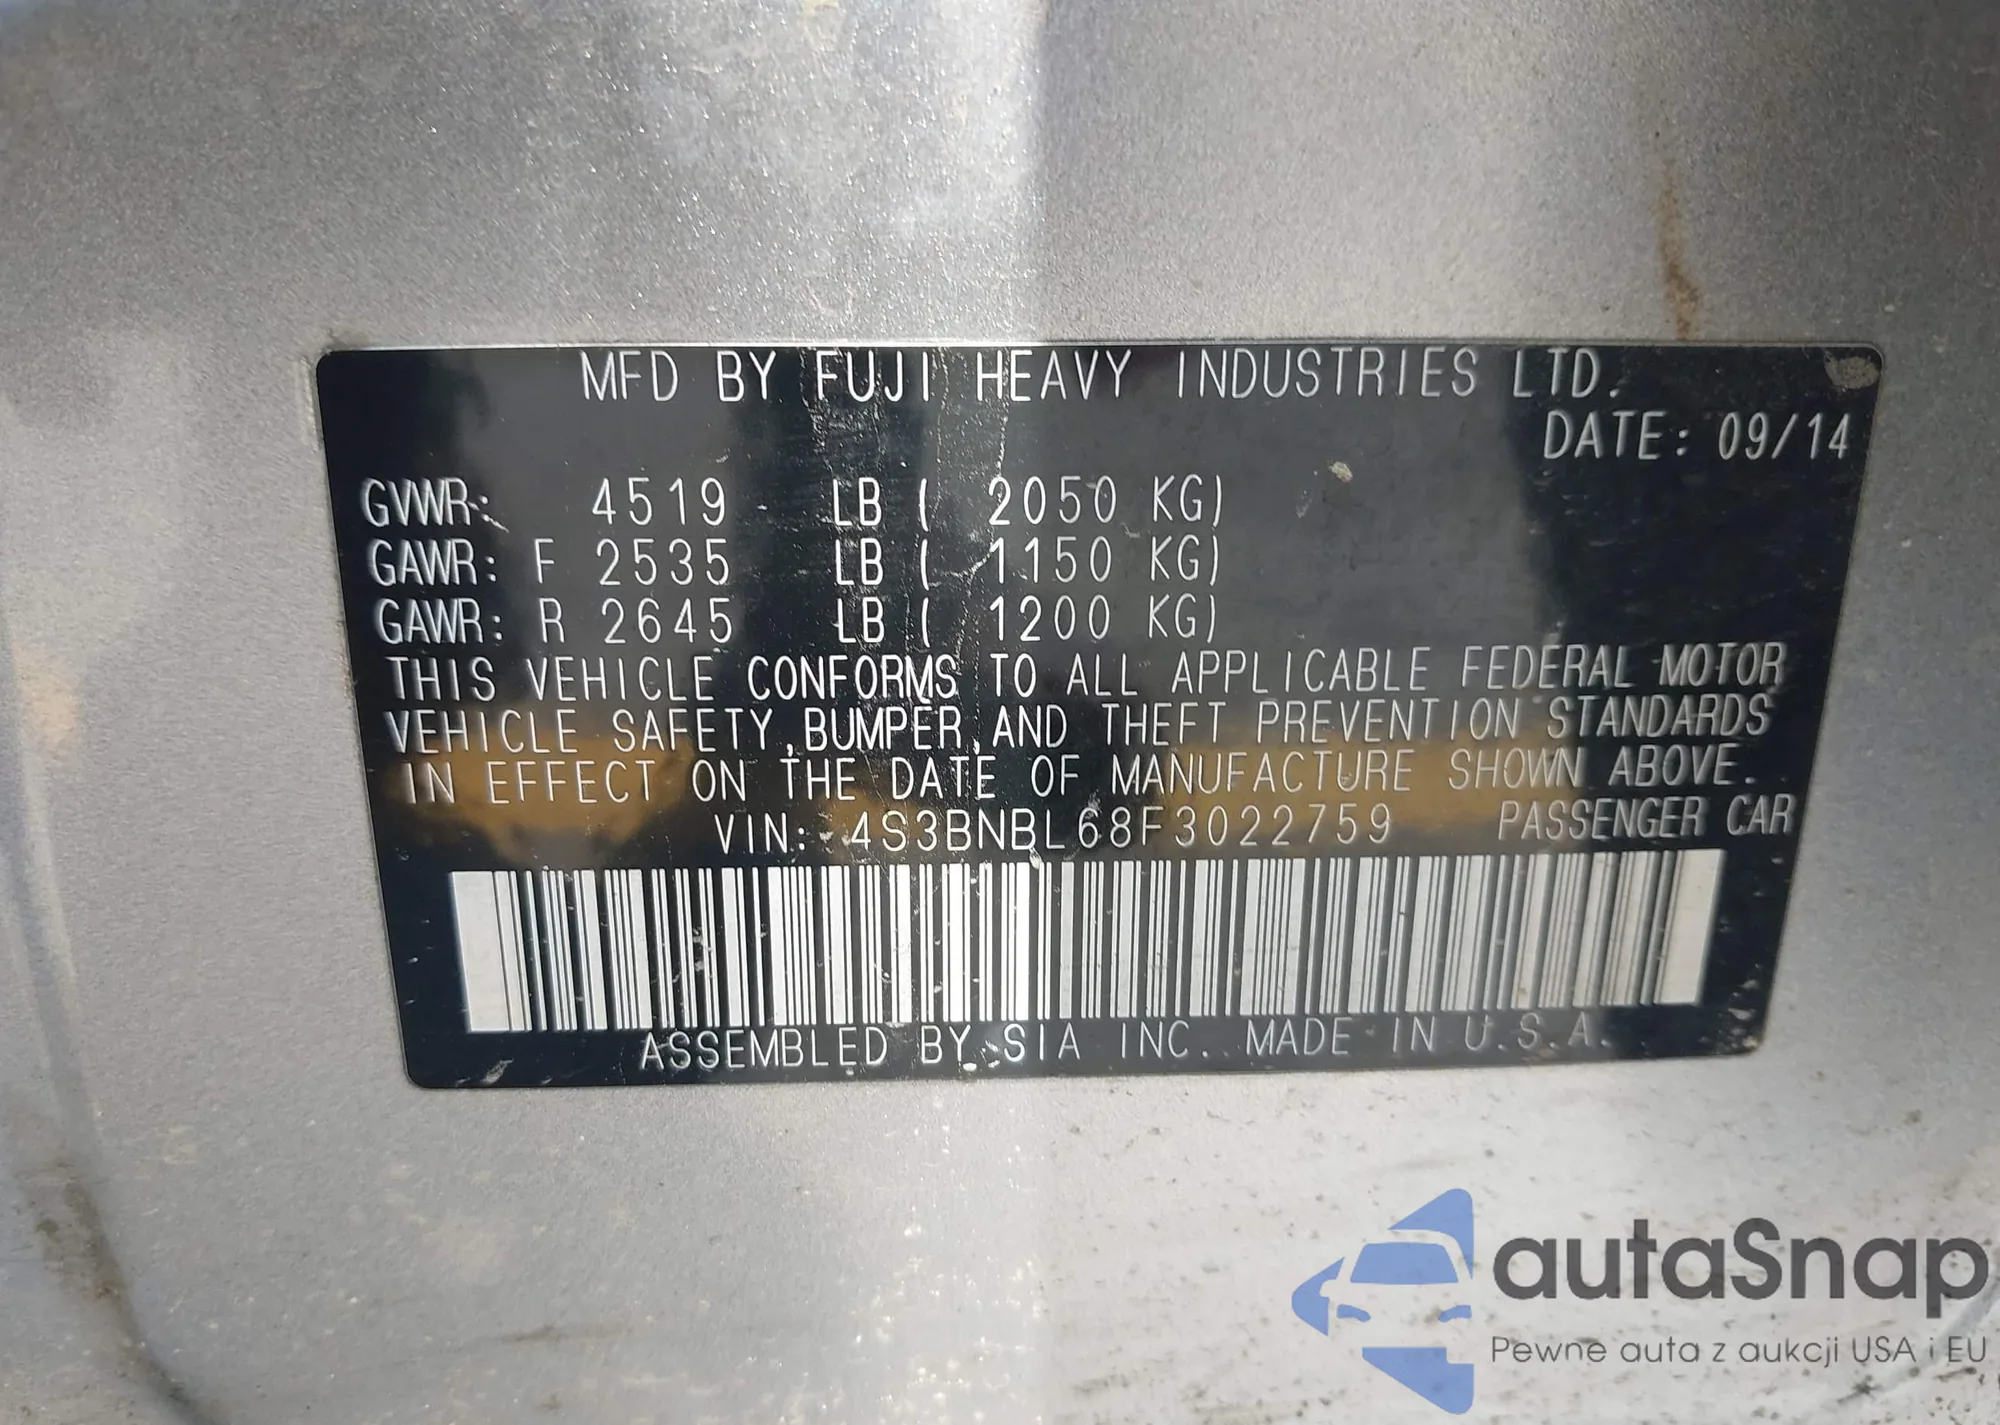 MFD BY FUJI HEAVY INDUSTRIES LTD.
DATE: 09/14
GVWR: 4519 LB ( 2050 KG)
GAWR: F 2535 LB ( 1150 KG)
GAWR: R 2645 LB ( 1200 KG)
THIS VEHICLE CONFORMS TO ALL APPLICABLE FEDERAL MOTOR
VEHICLE SAFETY, BUMPER, AND THEFT PREVENTION STANDARDS
IN EFFECT ON THE DATE OF MANUFACTURE SHOWN ABOVE.
VIN: 4S3BNBL68F3022759 PASSENGER CAR
ASSEMBLED BY SIA INC. MADE IN U.S.A.
autaSnap
Pewne auta z aukcji USA i EU